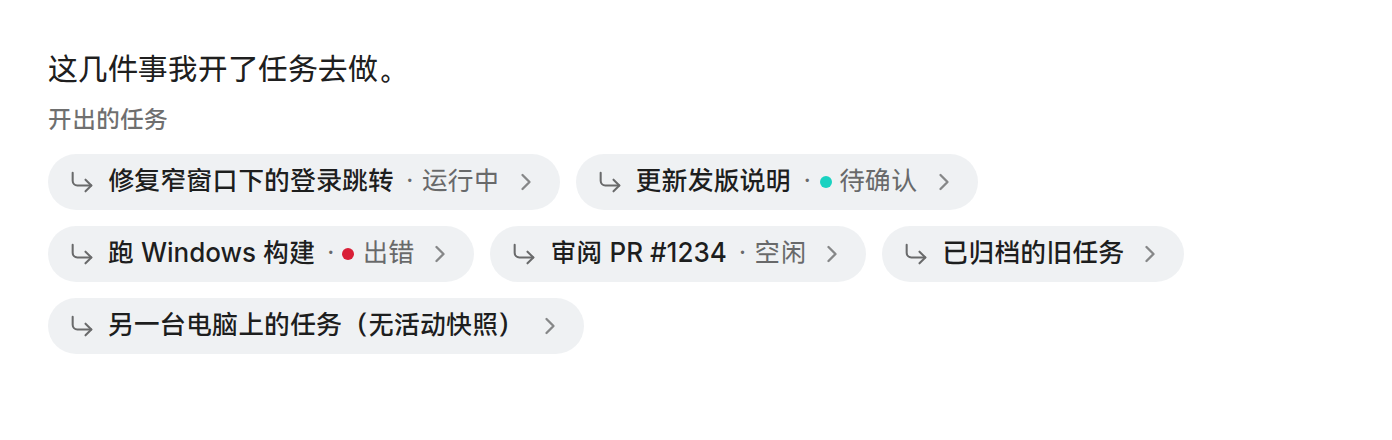 这几件事我开了任务去做。
开出的任务
修复窄窗口下的登录跳转 · 运行中
更新发版说明 · 待确认
跑 Windows 构建 · 出错
审阅 PR #1234 · 空闲
已归档的旧任务
另一台电脑上的任务（无活动快照）